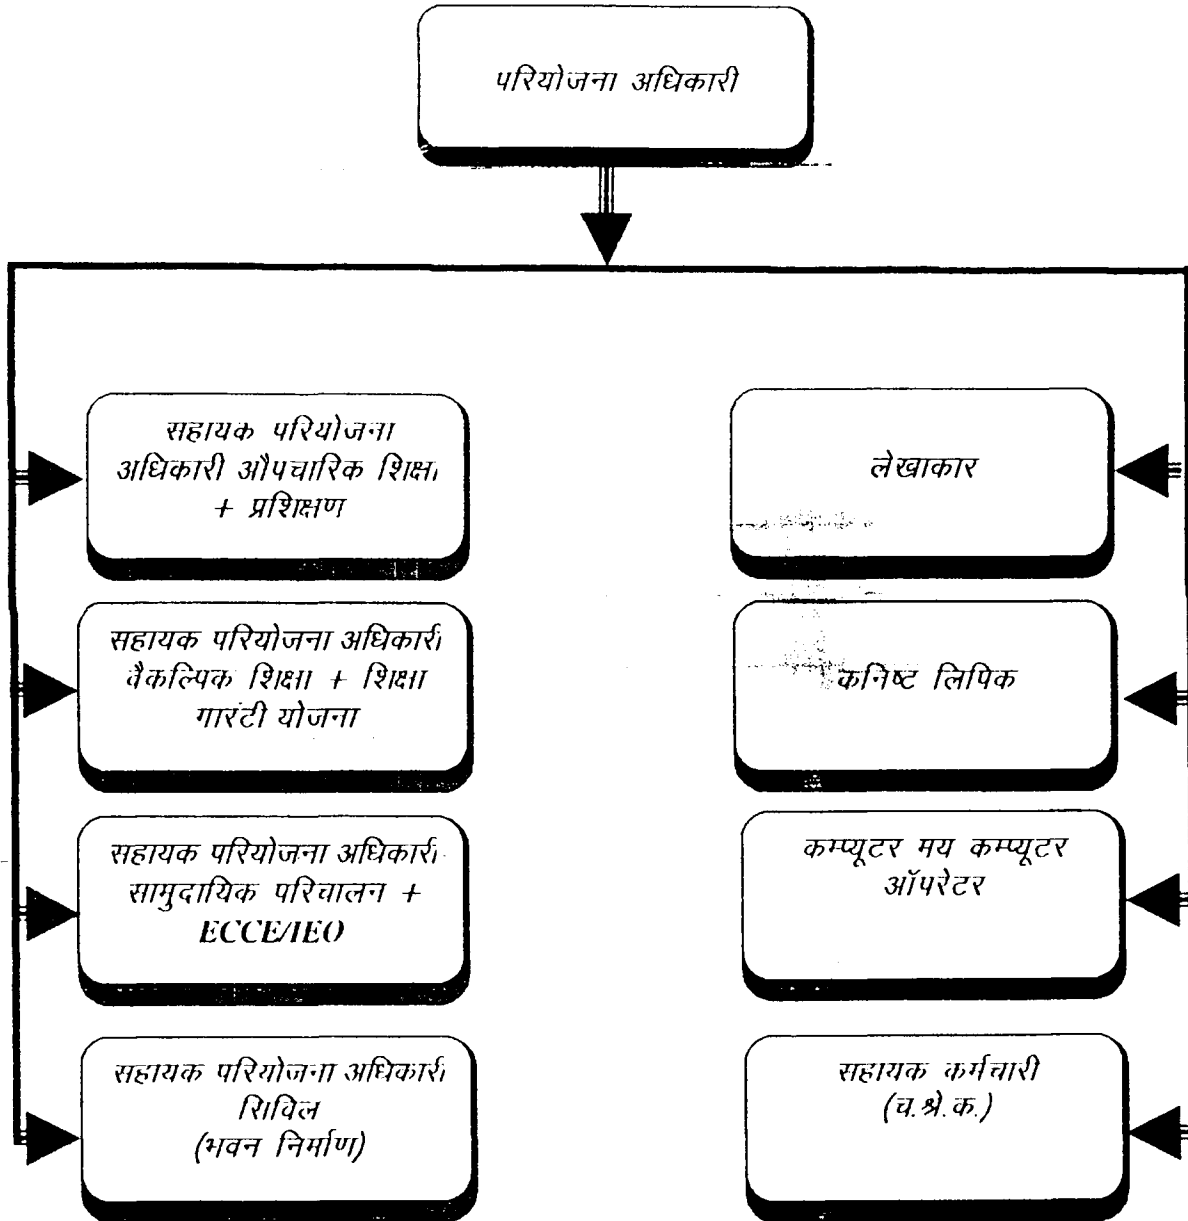 परियोजना अधिकारी
सहायक परियोजना
अधिकारी औपचारिक शिक्षा
+ प्रशिक्षण
सहायक परियोजना अधिकारी
वैकल्पिक शिक्षा + शिक्षा
गारंटी योजना
सहायक परियोजना अधिकारी
सामुदायिक परिचालन +
ECCE/IEO
सहायक परियोजना अधिकारी
सिविल
(भवन निर्माण)
लेखाकार
कनिष्ट लिपिक
कम्प्यूटर मय कम्प्यूटर
ऑपरेटर
सहायक कर्मचारी
(च.श्रे.क.)